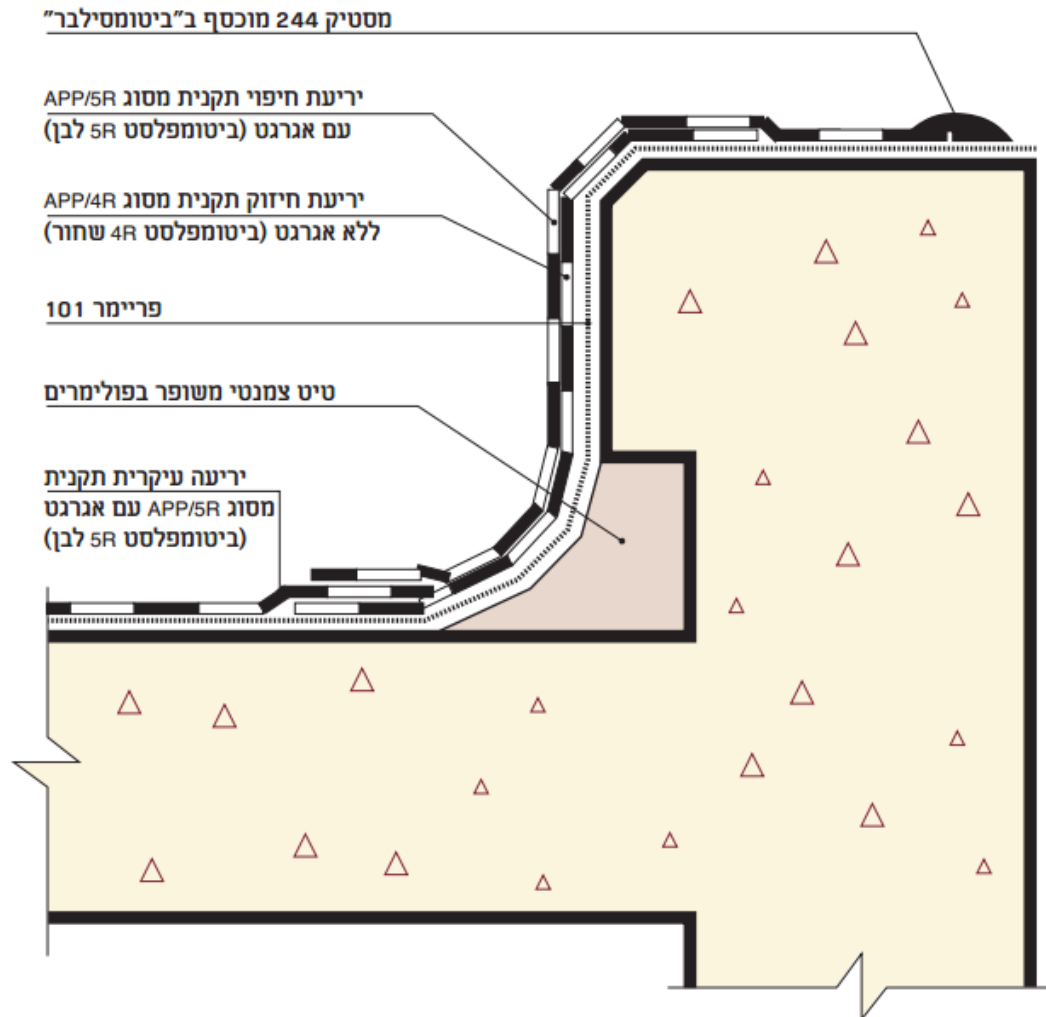 מסטיק 244 מוכסף ב"ביטומסילבר"
יריעת חיפוי תקנית מסוג APP/5R
עם אגרגט (ביטומפלסט 5R לבן)
יריעת חיזוק תקנית מסוג APP/4R
ללא אגרגט (ביטומפלסט 4R שחור)
פריימר 101
טיט צמנטי משופר בפולימרים
יריעה עיקרית תקנית
מסוג APP/5R עם אגרגט
(ביטומפלסט 5R לבן)